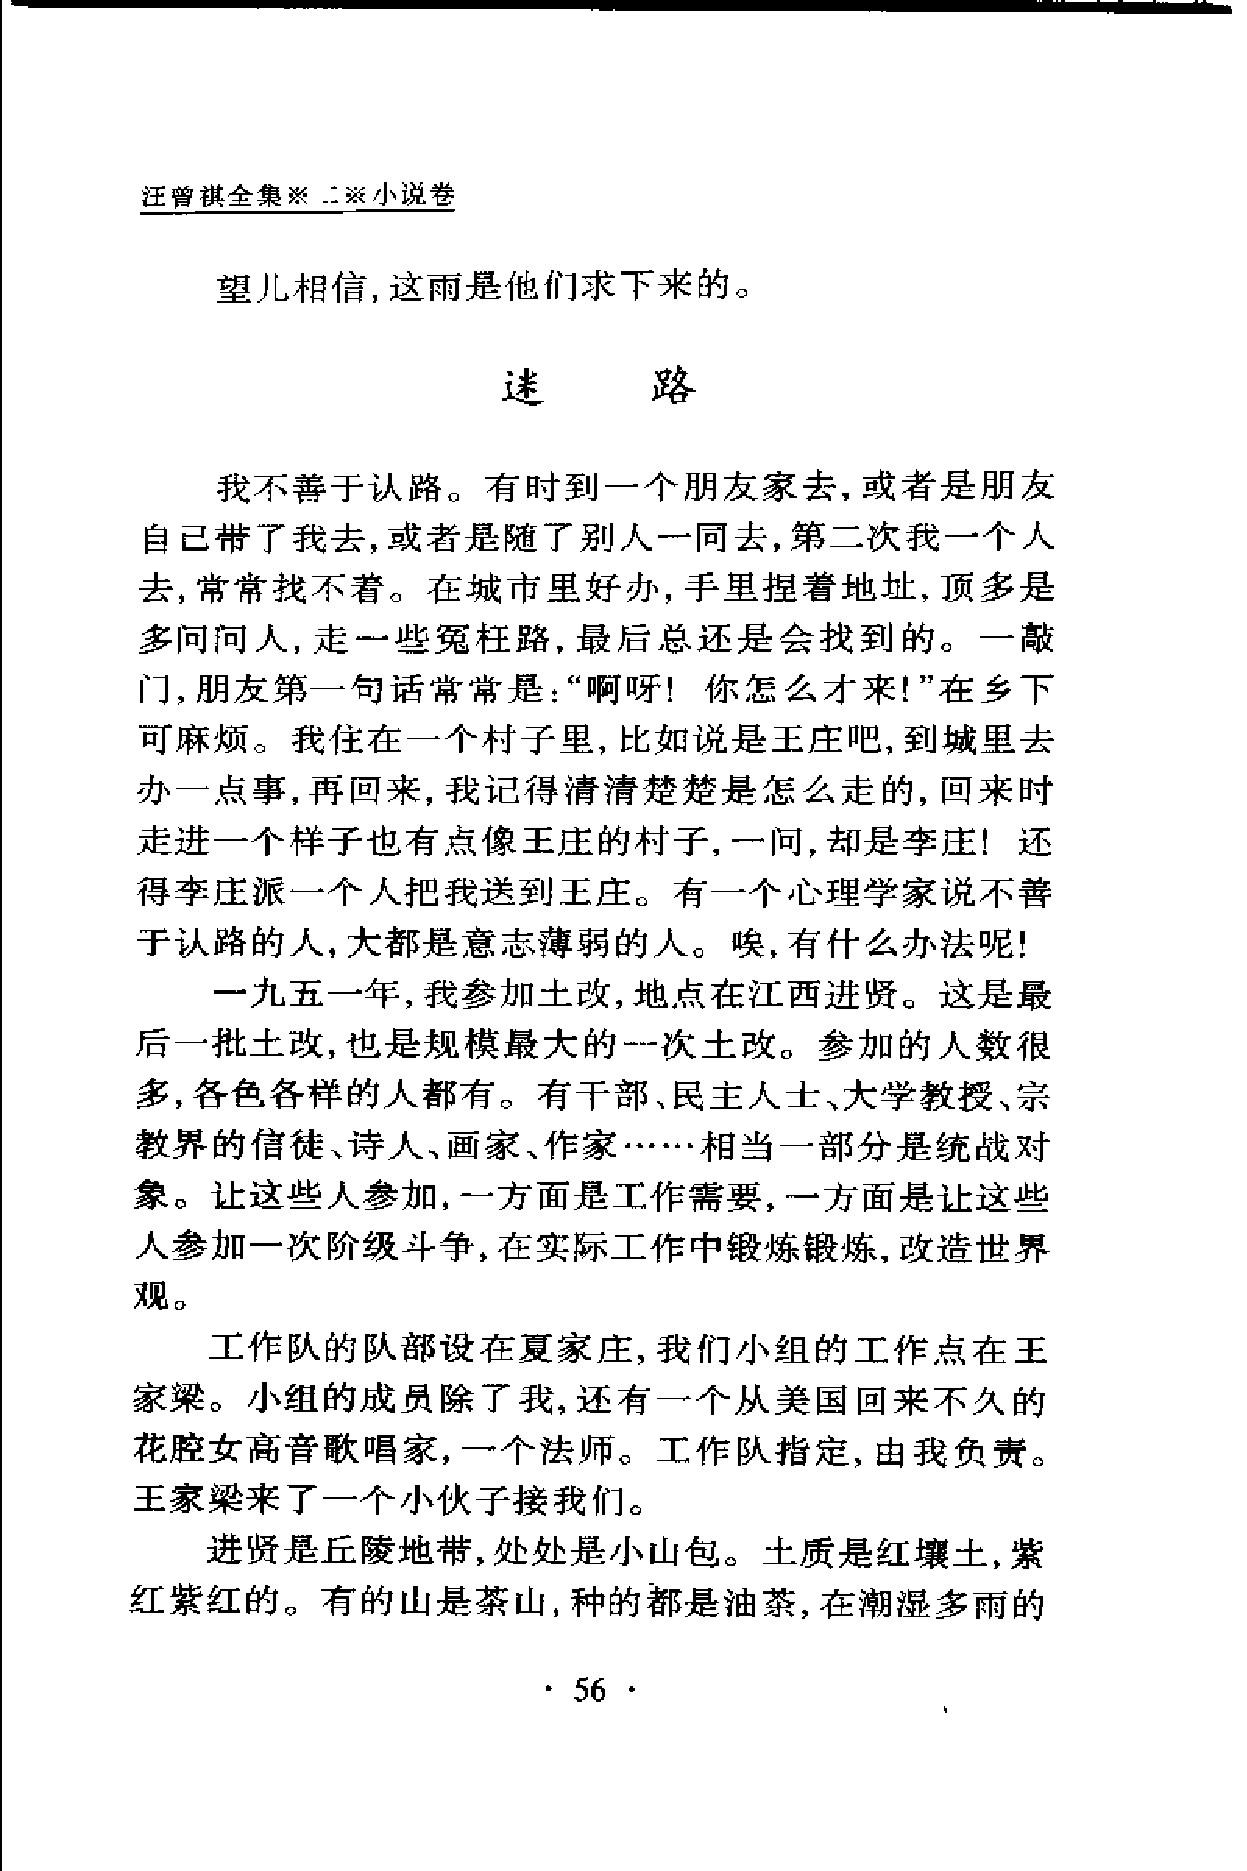 汪曾祺全集※二※小说卷
望儿相信,这雨是他们求下来的。
迷 路
我不善于认路。有时到一个朋友家去,或者是朋友
自己带了我去,或者是随了别人一同去,第二次我一个人
去,常常找不着。在城市里好办,手里捏着地址,顶多是
多问问人,走一些冤枉路,最后总还是会找到的。一敲
门,朋友第一句话常常是:“啊呀! 你怎么才来!”在乡下
可麻烦。我住在一个村子里,比如说是王庄吧,到城里去
办一点事,再回来,我记得清清楚楚是怎么走的,回来时
走进一个样子也有点像王庄的村子,一问,却是李庄! 还
得李庄派一个人把我送到王庄。有一个心理学家说不善
于认路的人,大都是意志薄弱的人。唉,有什么办法呢!
一九五一年,我参加土改,地点在江西进贤。这是最
后一批土改,也是规模最大的一次土改。参加的人数很
多,各色各样的人都有。有干部、民主人士、大学教授、宗
教界的信徒、诗人、画家、作家……相当一部分是统战对
象。让这些人参加,一方面是工作需要,一方面是让这些
人参加一次阶级斗争,在实际工作中锻炼锻炼,改造世界
观。
工作队的队部设在夏家庄,我们小组的工作点在王
家梁。小组的成员除了我,还有一个从美国回来不久的
花腔女高音歌唱家,一个法师。工作队指定,由我负责。
王家梁来了一个小伙子接我们。
进贤是丘陵地带,处处是小山包。土质是红壤土,紫
红紫红的。有的山是茶山,种的都是油茶,在潮湿多雨的
· 56 ·